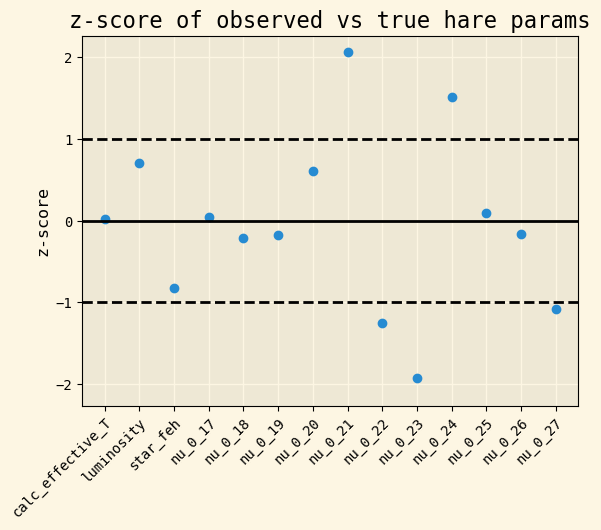 z-score of observed vs true hare params
z-score
2
1
0
−1
−2
calc_effective_T
luminosity
star_feh
nu_0_17
nu_0_18
nu_0_19
nu_0_20
nu_0_21
nu_0_22
nu_0_23
nu_0_24
nu_0_25
nu_0_26
nu_0_27